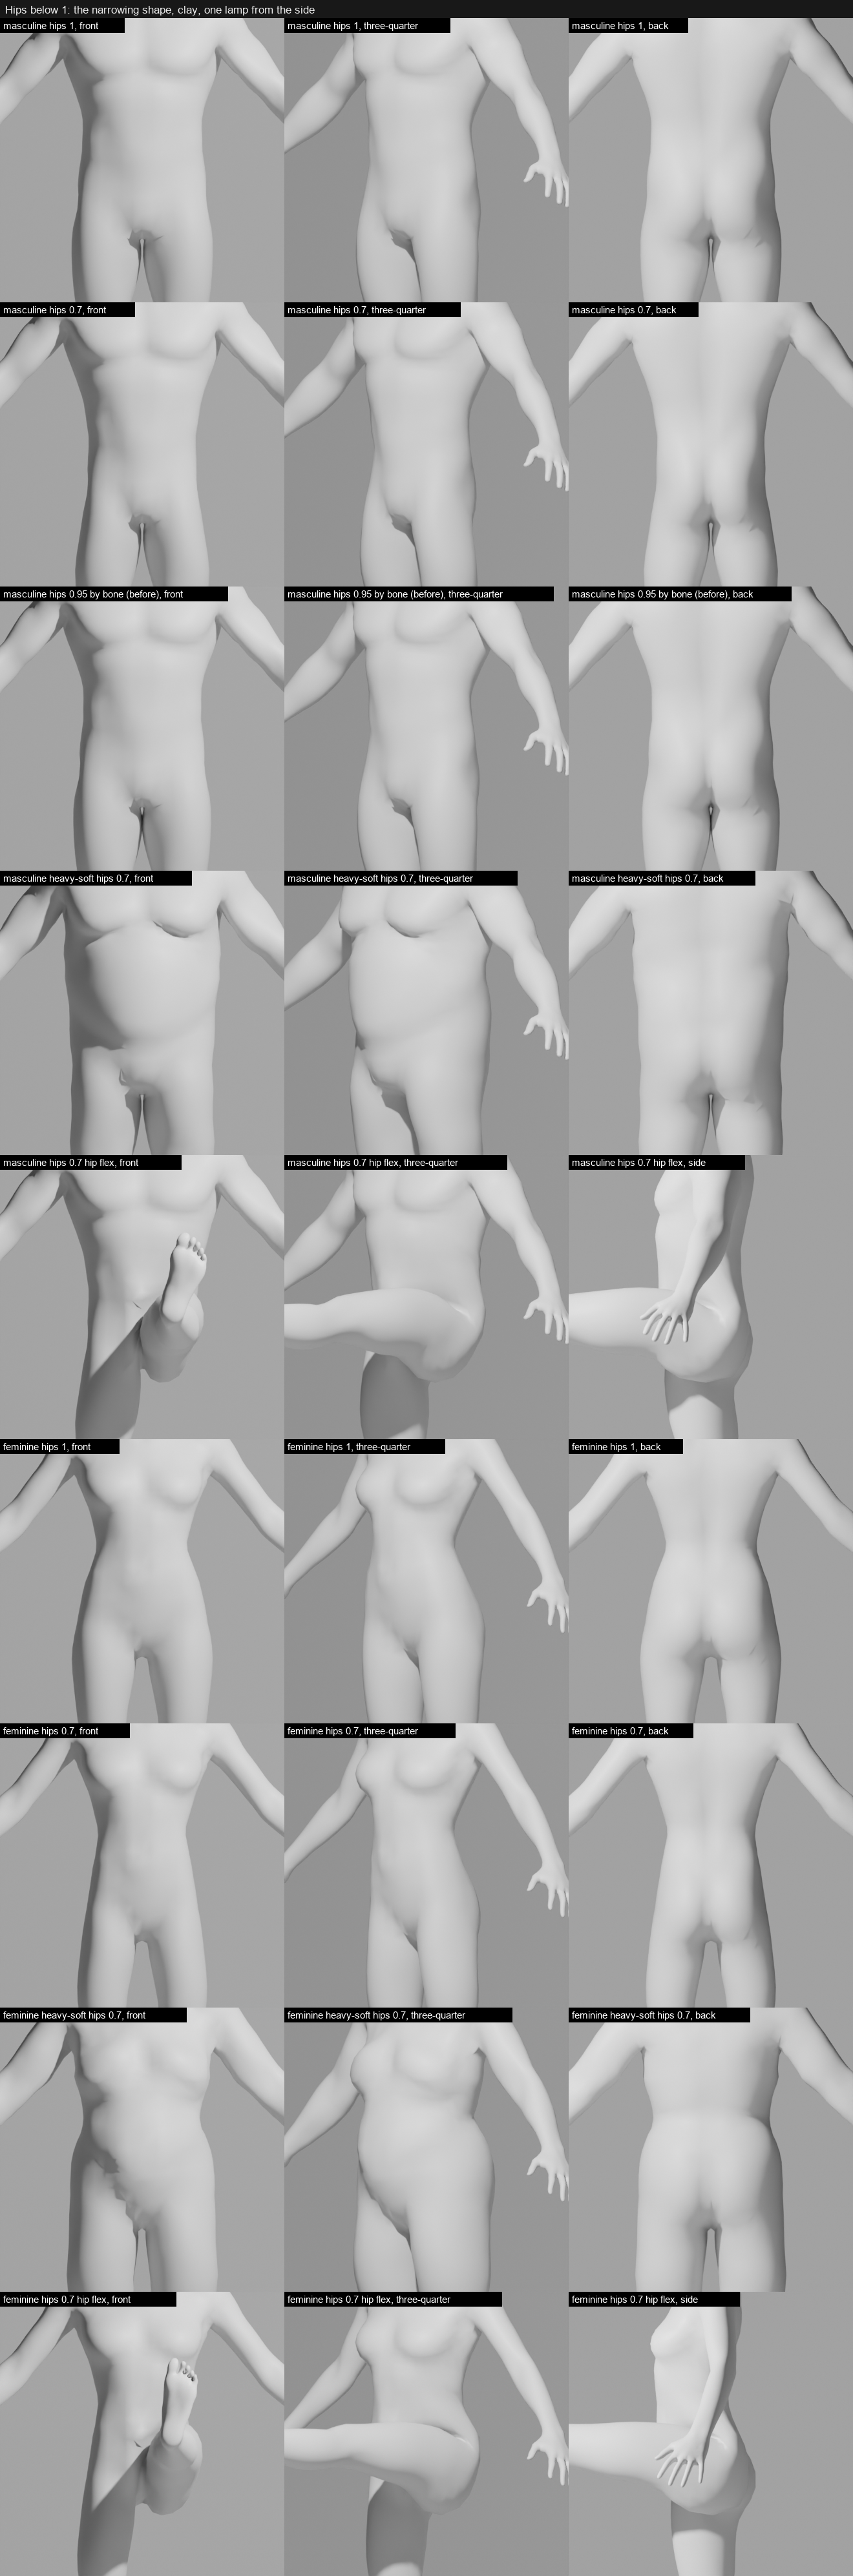 Hips below 1: the narrowing shape, clay, one lamp from the side
masculine hips 1, front
masculine hips 1, three-quarter
masculine hips 1, back
masculine hips 0.7, front
masculine hips 0.7, three-quarter
masculine hips 0.7, back
masculine hips 0.95 by bone (before), front
masculine hips 0.95 by bone (before), three-quarter
masculine hips 0.95 by bone (before), back
masculine heavy-soft hips 0.7, front
masculine heavy-soft hips 0.7, three-quarter
masculine heavy-soft hips 0.7, back
masculine hips 0.7 hip flex, front
masculine hips 0.7 hip flex, three-quarter
masculine hips 0.7 hip flex, side
feminine hips 1, front
feminine hips 1, three-quarter
feminine hips 1, back
feminine hips 0.7, front
feminine hips 0.7, three-quarter
feminine hips 0.7, back
feminine heavy-soft hips 0.7, front
feminine heavy-soft hips 0.7, three-quarter
feminine heavy-soft hips 0.7, back
feminine hips 0.7 hip flex, front
feminine hips 0.7 hip flex, three-quarter
feminine hips 0.7 hip flex, side